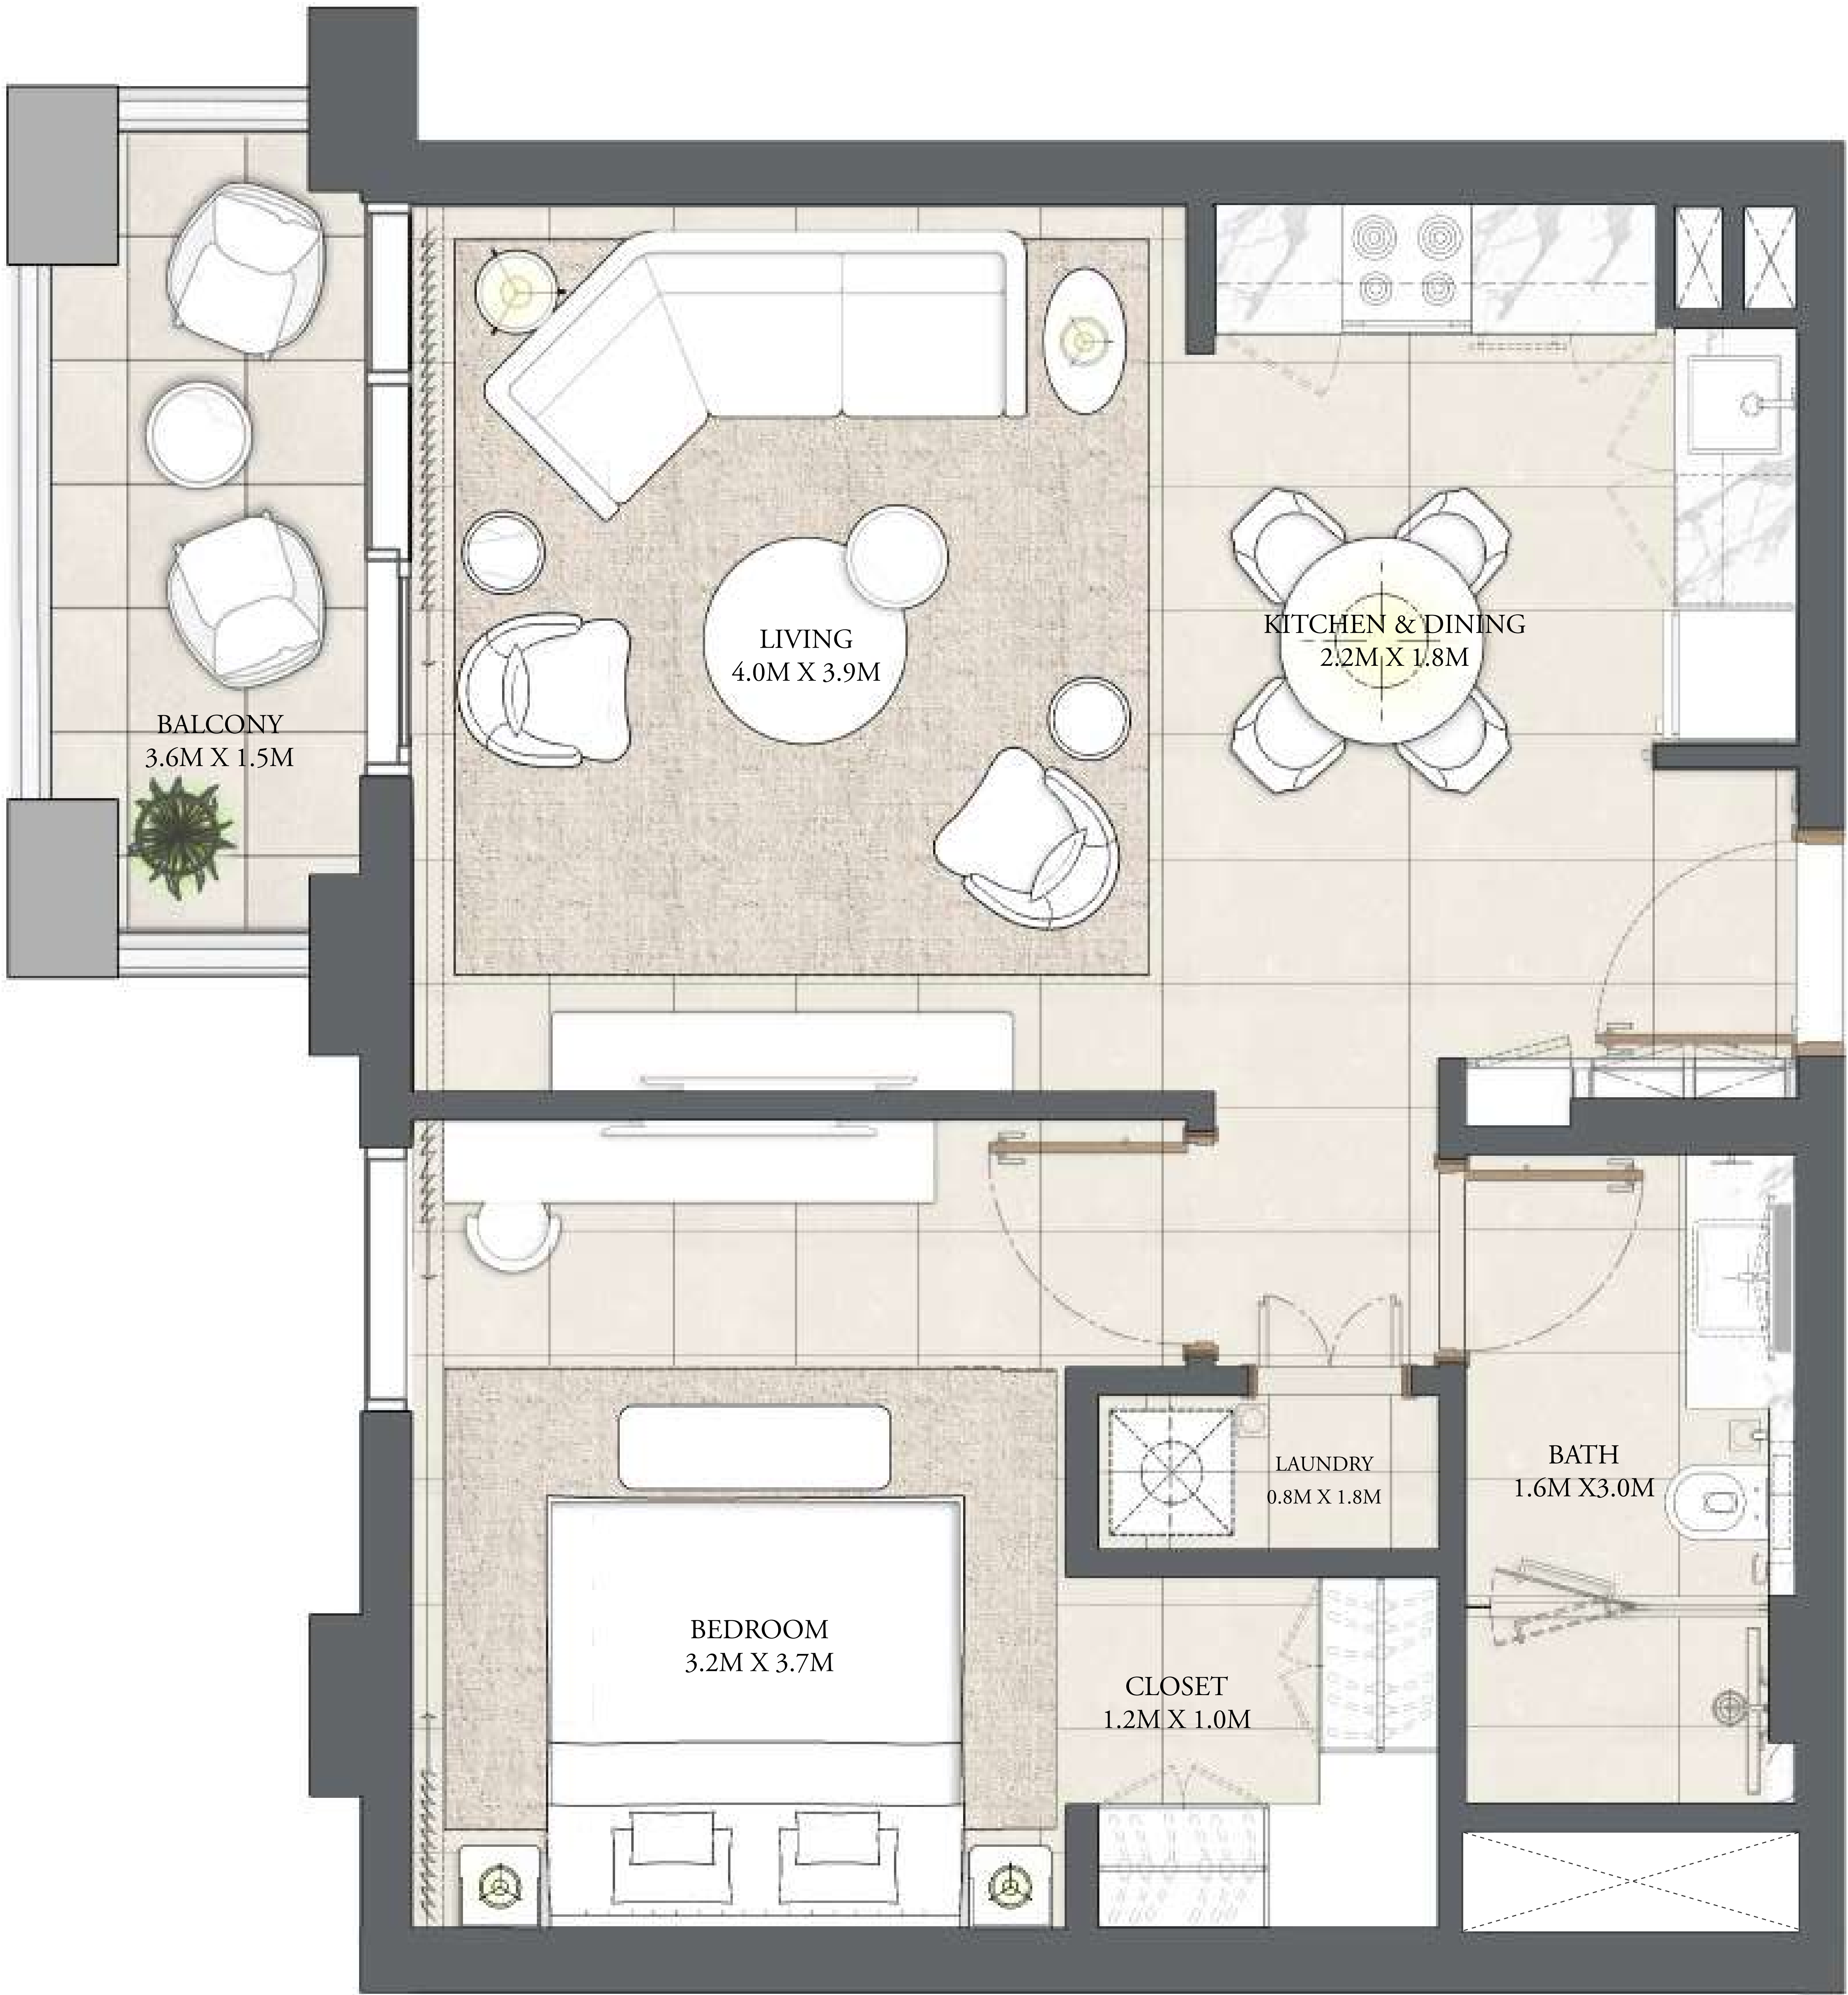 LIVING
4.0M X 3.9M
KITCHEN & DINING
2.2M X 1.8M
BALCONY
3.6M X 1.5M
LAUNDRY
0.8M X 1.8M
BATH
1.6M X3.0M
BEDROOM
3.2M X 3.7M
CLOSET
1.2M X 1.0M